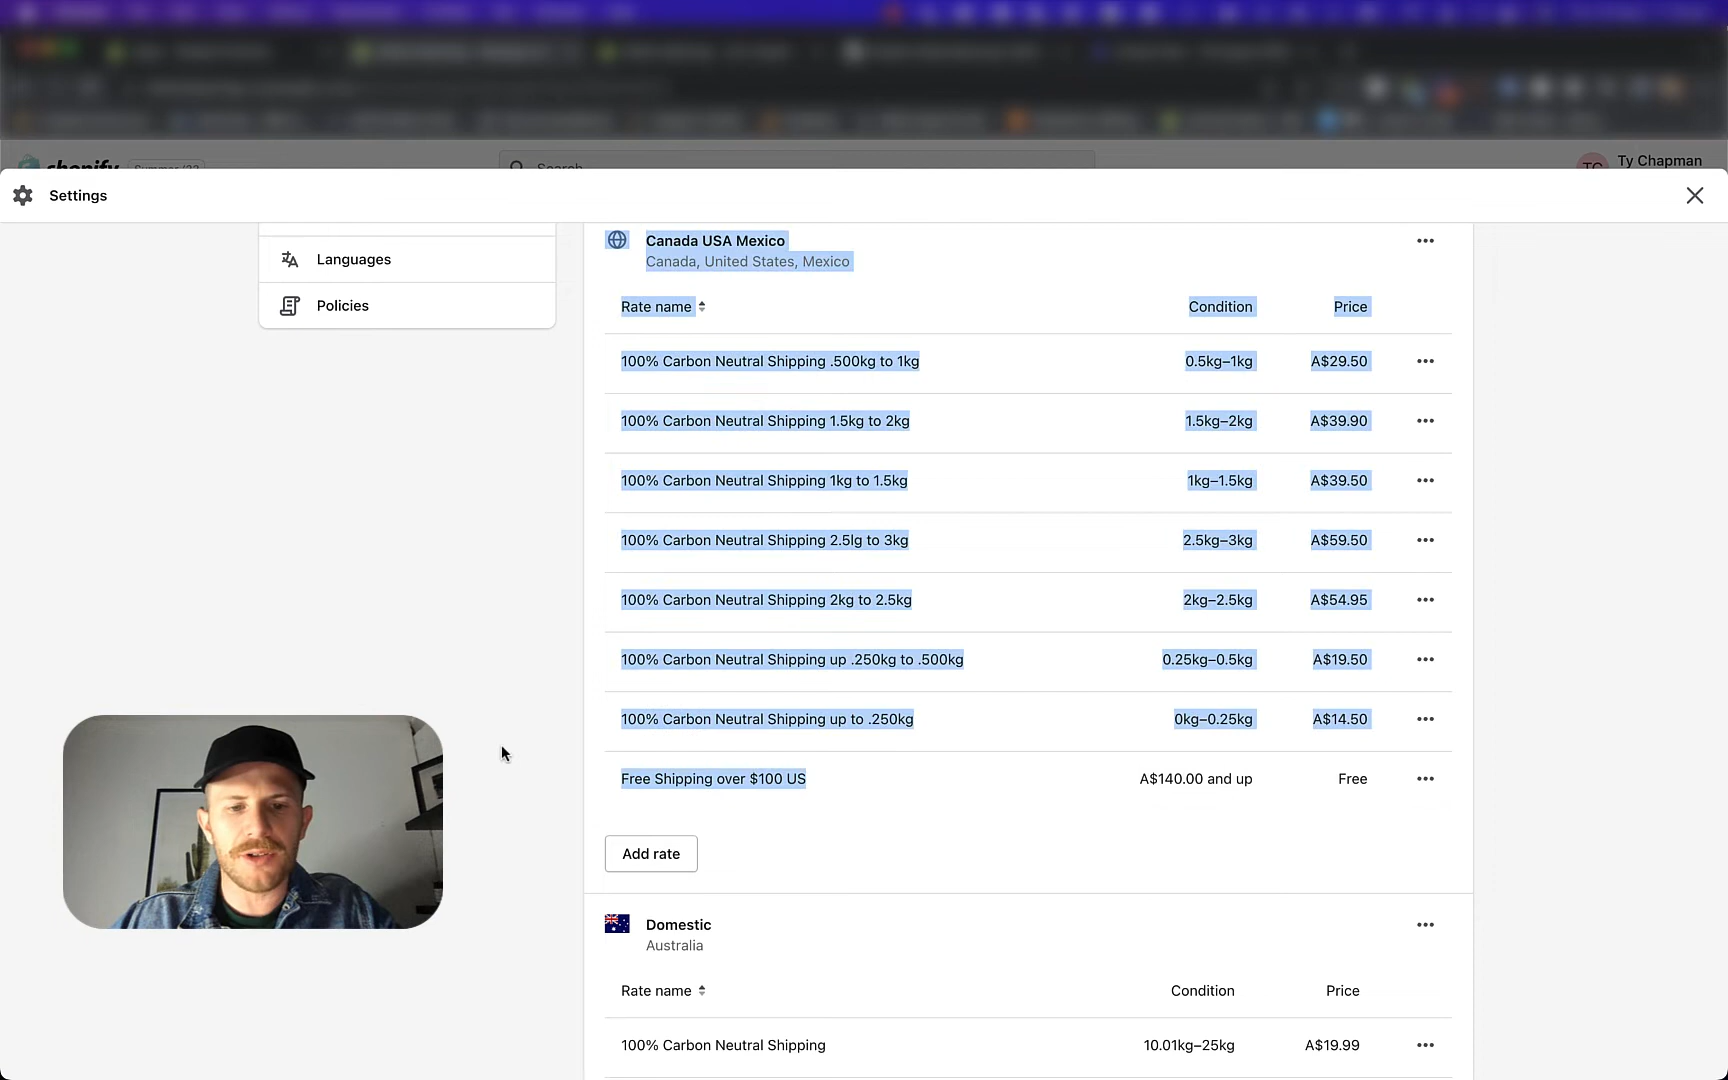 shopify
Summer '22
Search
TC
Ty Chapman
Settings
Languages
Policies
Canada USA Mexico
Canada, United States, Mexico
Rate name Condition Price
100% Carbon Neutral Shipping .500kg to 1kg 0.5kg–1kg A$29.50
100% Carbon Neutral Shipping 1.5kg to 2kg 1.5kg–2kg A$39.90
100% Carbon Neutral Shipping 1kg to 1.5kg 1kg–1.5kg A$39.50
100% Carbon Neutral Shipping 2.5lg to 3kg 2.5kg–3kg A$59.50
100% Carbon Neutral Shipping 2kg to 2.5kg 2kg–2.5kg A$54.95
100% Carbon Neutral Shipping up .250kg to .500kg 0.25kg–0.5kg A$19.50
100% Carbon Neutral Shipping up to .250kg 0kg–0.25kg A$14.50
Free Shipping over $100 US A$140.00 and up Free
Add rate
Domestic
Australia
Rate name Condition Price
100% Carbon Neutral Shipping 10.01kg–25kg A$19.99